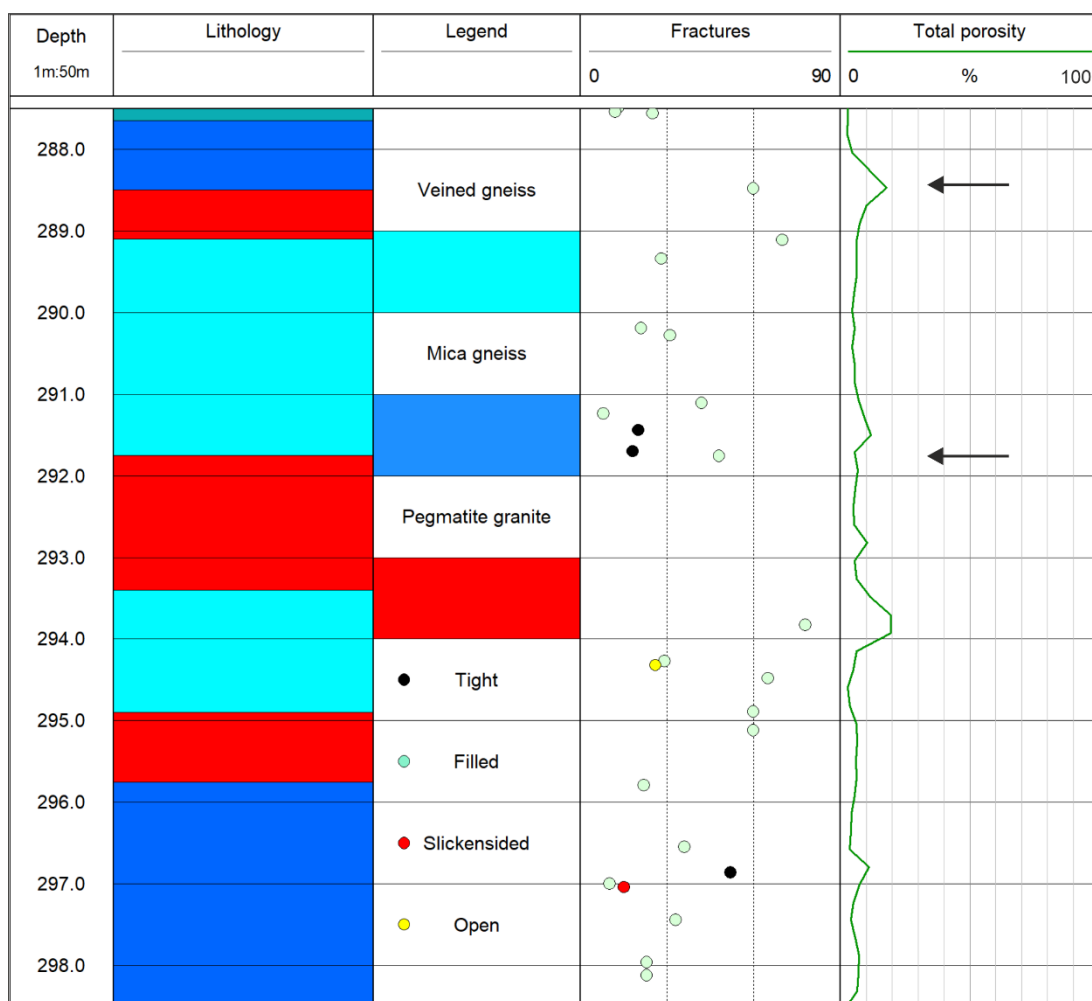 Depth
1m:50m
Lithology
Legend
Fractures
0 90
Total porosity
0 % 100
288.0
289.0
290.0
291.0
292.0
293.0
294.0
295.0
296.0
297.0
298.0
Veined gneiss
Mica gneiss
Pegmatite granite
Tight
Filled
Slickensided
Open